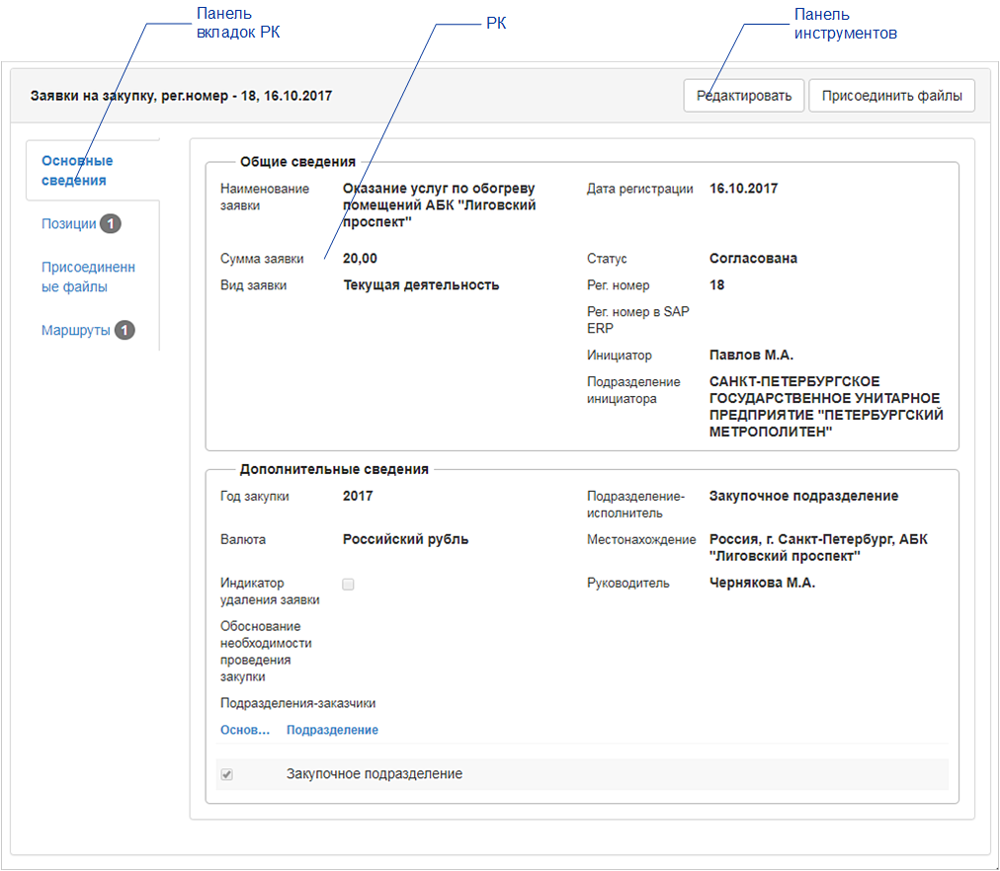 Панель
вкладок РК
РК
Панель
инструментов
Заявки на закупку, рег.номер - 18, 16.10.2017
Редактировать
Присоединить файлы
Основные
сведения
Позиции 1
Присоединенн
ые файлы
Маршруты 1
Общие сведения
Наименование
заявки
Оказание услуг по обогреву
помещений АБК "Лиговский
проспект"
Дата регистрации
16.10.2017
Сумма заявки
20,00
Статус
Согласована
Вид заявки
Текущая деятельность
Рег. номер
18
Рег. номер в SAP
ERP
Инициатор
Павлов М.А.
Подразделение
инициатора
САНКТ-ПЕТЕРБУРГСКОЕ
ГОСУДАРСТВЕННОЕ УНИТАРНОЕ
ПРЕДПРИЯТИЕ "ПЕТЕРБУРГСКИЙ
МЕТРОПОЛИТЕН"
Дополнительные сведения
Год закупки
2017
Подразделение-
исполнитель
Закупочное подразделение
Валюта
Российский рубль
Местонахождение
Россия, г. Санкт-Петербург, АБК
"Лиговский проспект"
Индикатор
удаления заявки
Руководитель
Чернякова М.А.
Обоснование
необходимости
проведения
закупки
Подразделения-заказчики
Основ...
Подразделение
Закупочное подразделение